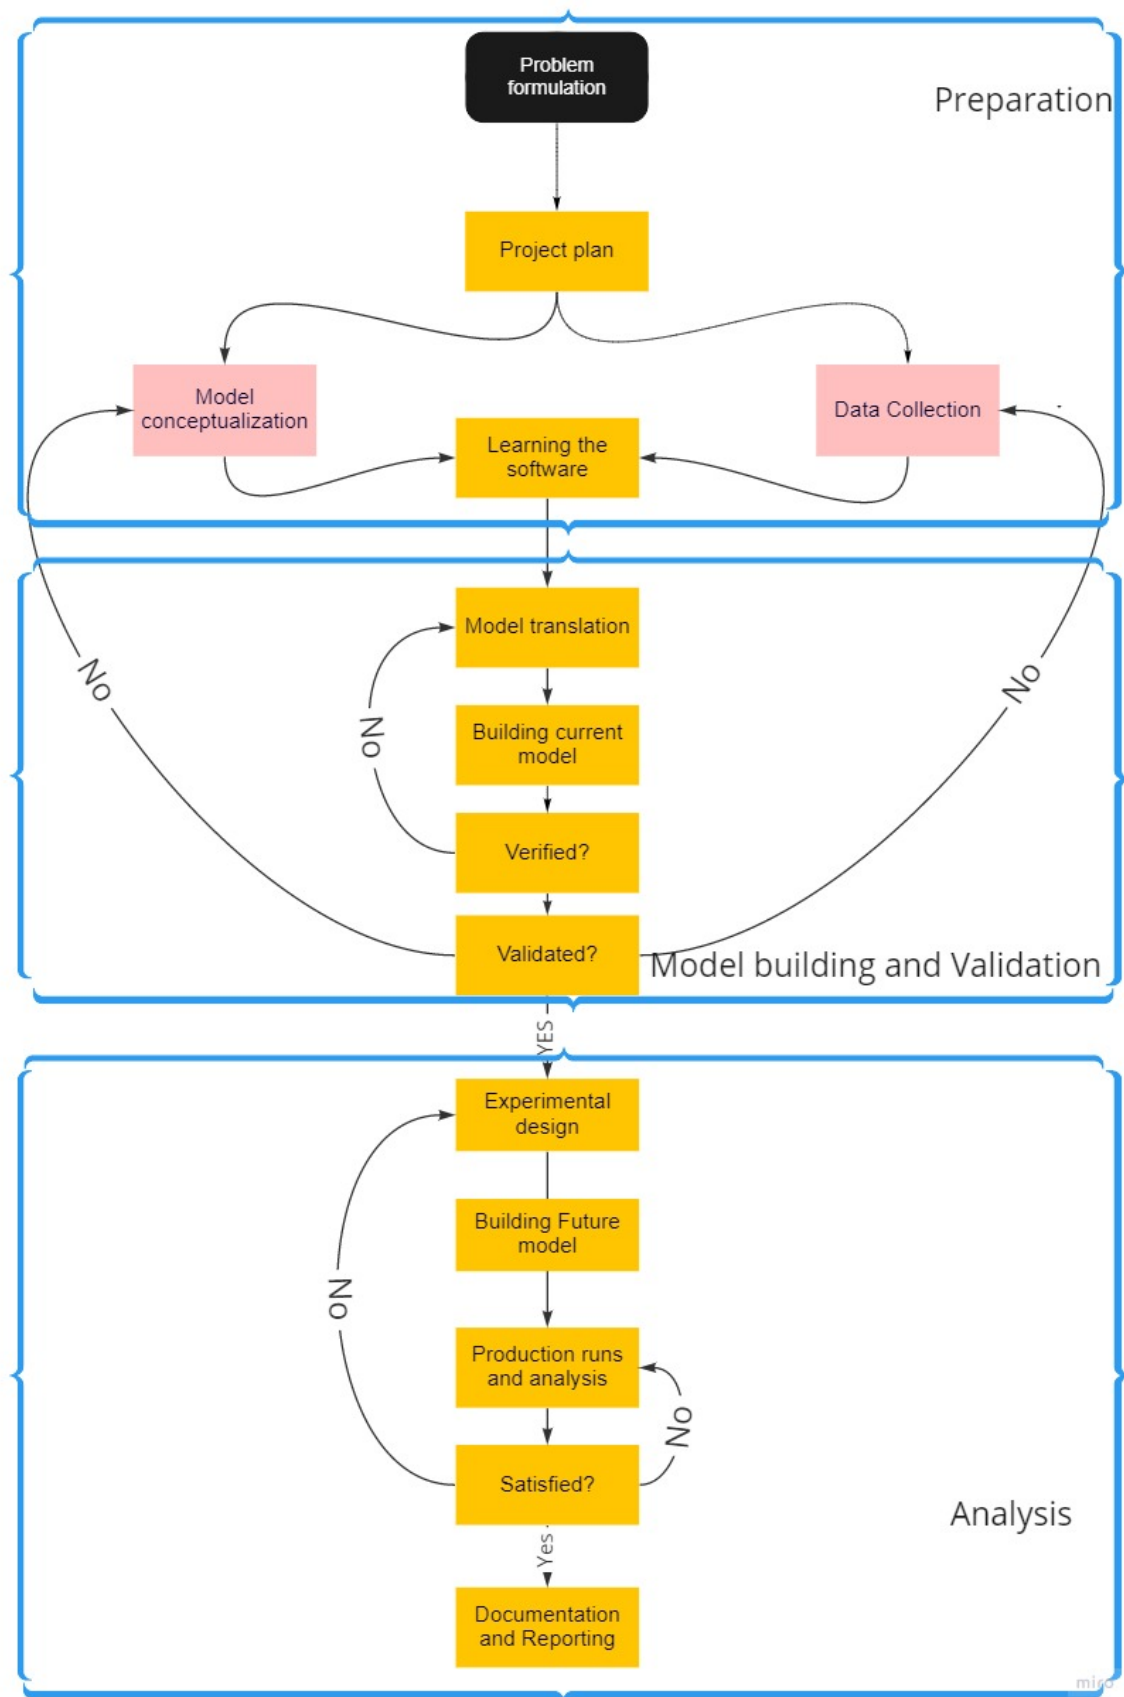 Problem
formulation
Preparation
Project plan
Model
conceptualization
Data Collection
Learning the
software
Model translation
No
No
No
Building current
model
Verified?
Validated?
Model building and Validation
YES
Experimental
design
Building Future
model
No
Production runs
and analysis
No
Satisfied?
Analysis
Yes
Documentation
and Reporting
miro